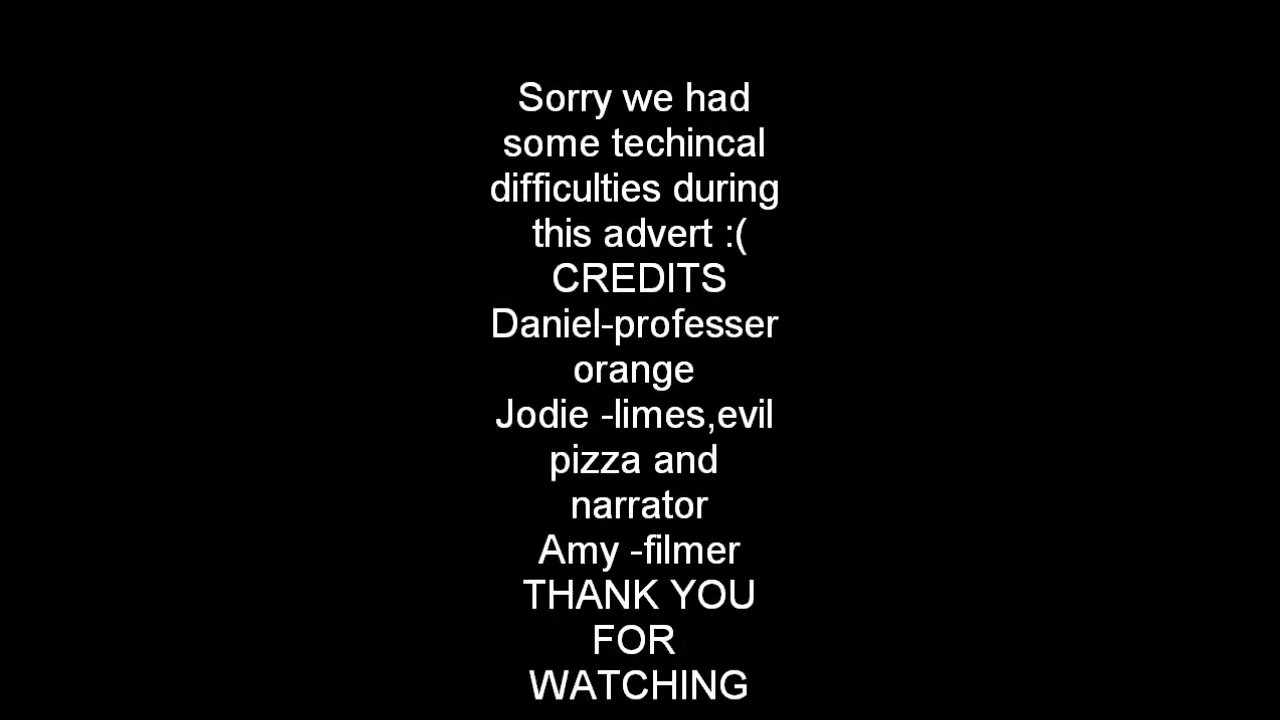 Sorry we had
some techincal
difficulties during
this advert :(
CREDITS
Daniel-professer
orange
Jodie -limes,evil
pizza and
narrator
Amy -filmer
THANK YOU
FOR
WATCHING